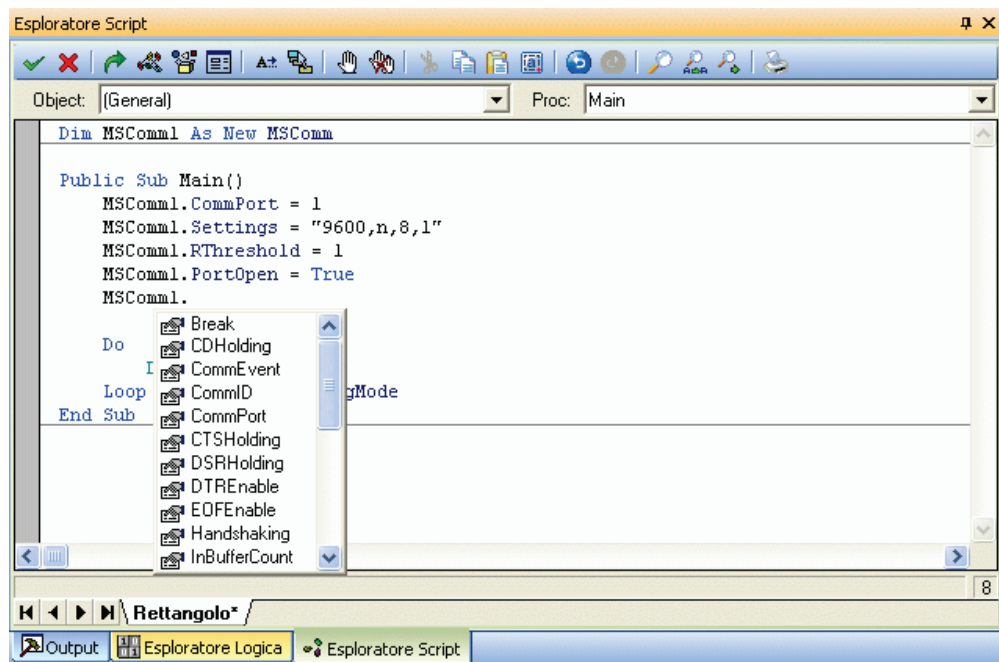 Esploratore Script
Object: (General) Proc: Main
Dim MSComm1 As New MSComm
Public Sub Main()
MSComm1.CommPort = 1
MSComm1.Settings = "9600,n,8,1"
MSComm1.RThreshold = 1
MSComm1.PortOpen = True
MSComm1.
Break
Do CDHolding
CommEvent
Loop CommID gMode
End Sub CommPort
CTSHolding
DSRHolding
DTREnable
EOFEnable
Handshaking
InBufferCount
8
Rettangolo*
Output Esploratore Logica Esploratore Script